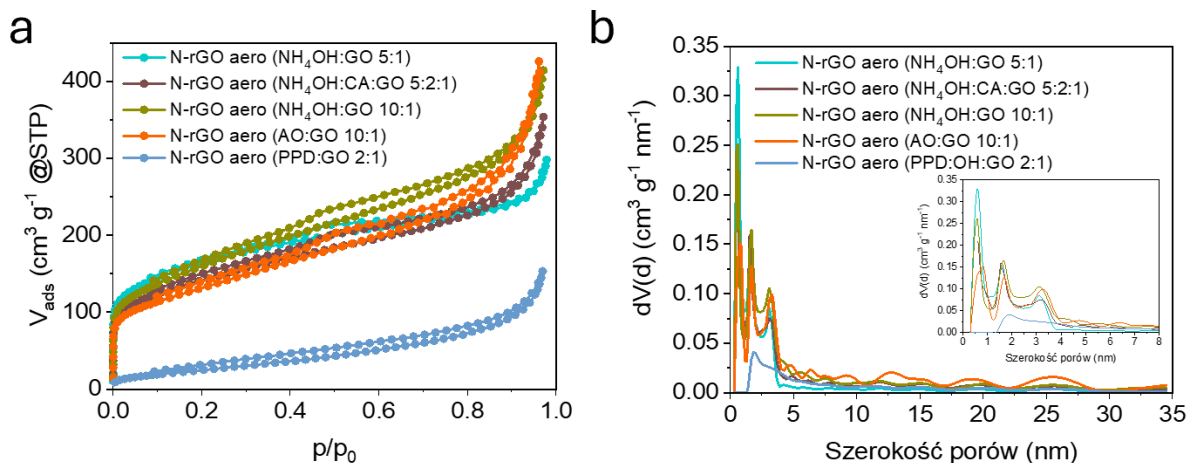 a
V_ads (cm³ g⁻¹ @STP)
400
300
200
100
0
N-rGO aero (NH₄OH:GO 5:1)
N-rGO aero (NH₄OH:CA:GO 5:2:1)
N-rGO aero (NH₄OH:GO 10:1)
N-rGO aero (AO:GO 10:1)
N-rGO aero (PPD:GO 2:1)
0.0 0.2 0.4 0.6 0.8 1.0
p/p₀
b
dV(d) (cm³ g⁻¹ nm⁻¹)
0.35
0.30
0.25
0.20
0.15
0.10
0.05
0.00
N-rGO aero (NH₄OH:GO 5:1)
N-rGO aero (NH₄OH:CA:GO 5:2:1)
N-rGO aero (NH₄OH:GO 10:1)
N-rGO aero (AO:GO 10:1)
N-rGO aero (PPD:OH:GO 2:1)
dV(d) (cm³ g⁻¹ nm⁻¹)
0.35
0.30
0.25
0.20
0.15
0.10
0.05
0.00
0 1 2 3 4 5 6 7 8
Szerokość porów (nm)
0 5 10 15 20 25 30 35
Szerokość porów (nm)